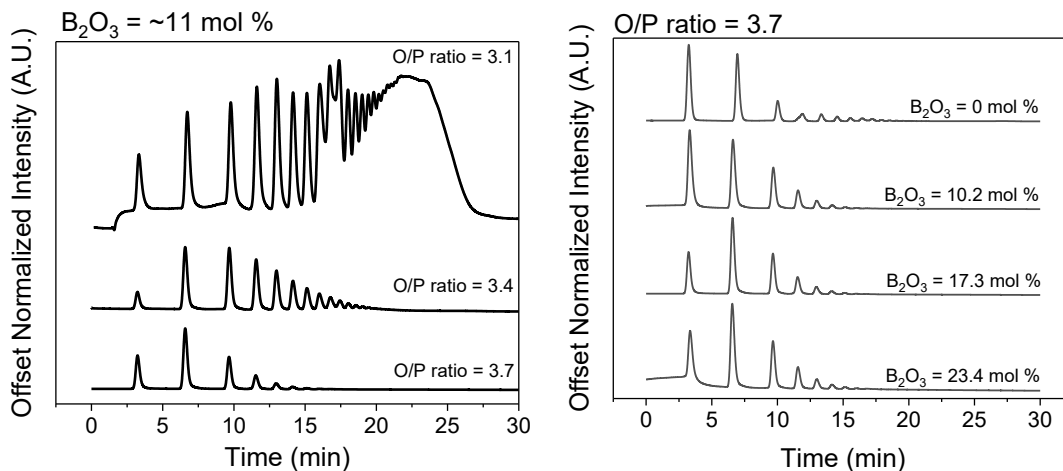 B₂O₃ = ~11 mol %
Offset Normalized Intensity (A.U.)
O/P ratio = 3.1
O/P ratio = 3.4
O/P ratio = 3.7
0 5 10 15 20 25 30
Time (min)
O/P ratio = 3.7
Offset Normalized Intensity (A.U.)
B₂O₃ = 0 mol %
B₂O₃ = 10.2 mol %
B₂O₃ = 17.3 mol %
B₂O₃ = 23.4 mol %
0 5 10 15 20 25 30
Time (min)